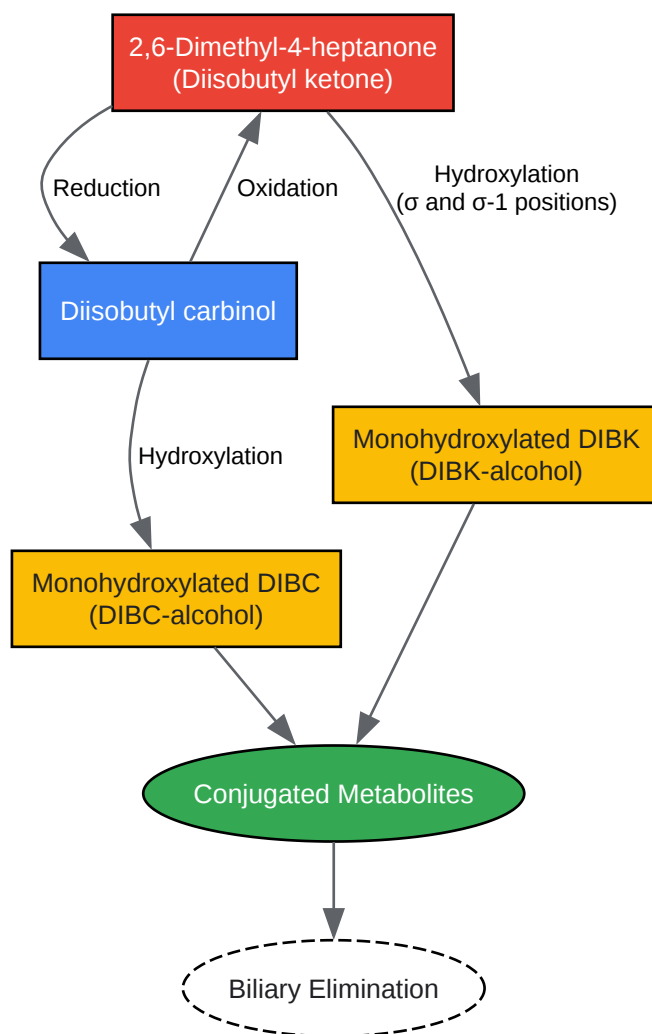 2,6-Dimethyl-4-heptanone
(Diisobutyl ketone)
Reduction
Oxidation
Hydroxylation
(σ and σ-1 positions)
Diisobutyl carbinol
Monohydroxylated DIBK
(DIBK-alcohol)
Hydroxylation
Monohydroxylated DIBC
(DIBC-alcohol)
Conjugated Metabolites
Biliary Elimination